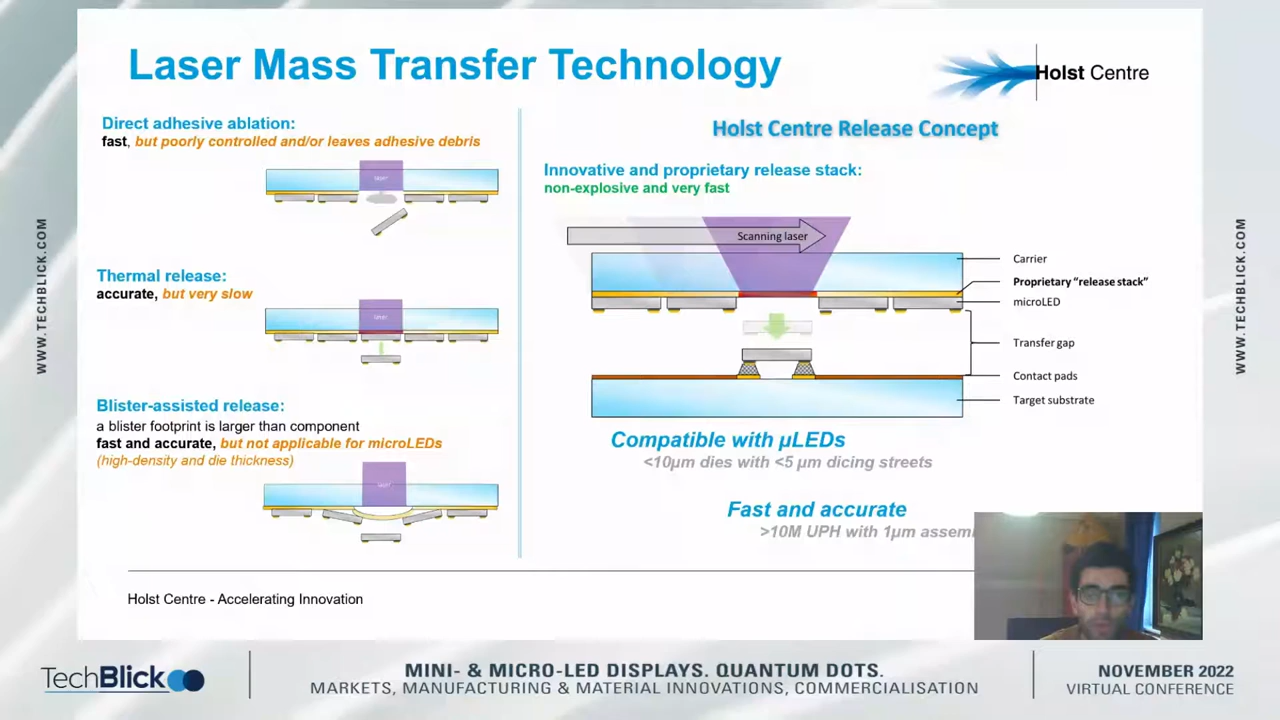 Laser Mass Transfer Technology
Holst Centre
Direct adhesive ablation:
fast, but poorly controlled and/or leaves adhesive debris
laser
Thermal release:
accurate, but very slow
laser
Blister-assisted release:
a blister footprint is larger than component
fast and accurate, but not applicable for microLEDs
(high-density and die thickness)
laser
Holst Centre Release Concept
Innovative and proprietary release stack:
non-explosive and very fast
Scanning laser
Carrier
Proprietary “release stack”
microLED
Transfer gap
Contact pads
Target substrate
Compatible with µLEDs
<10µm dies with <5 µm dicing streets
Fast and accurate
>10M UPH with 1µm assem
Holst Centre - Accelerating Innovation
WWW.TECHBLICK.COM
WWW.TECHBLICK.COM
TechBlick
MINI- & MICRO-LED DISPLAYS. QUANTUM DOTS.
MARKETS, MANUFACTURING & MATERIAL INNOVATIONS, COMMERCIALISATION
NOVEMBER 2022
VIRTUAL CONFERENCE